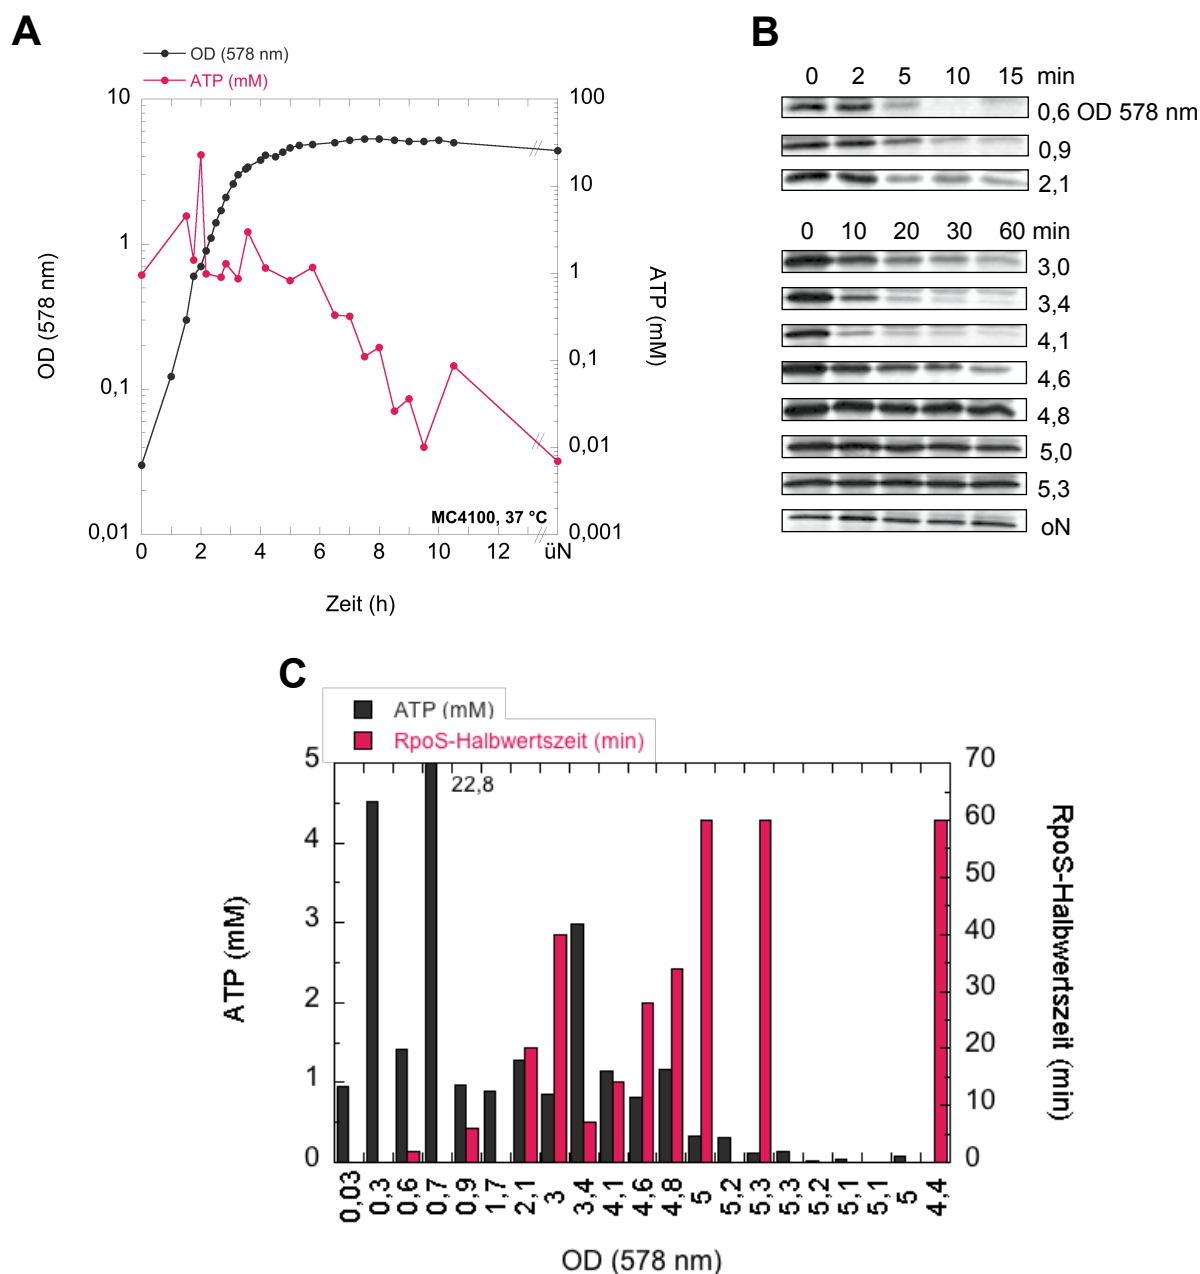 A
OD (578 nm)
ATP (mM)
10
1
0,1
0,01
OD (578 nm)
100
10
1
0,1
0,01
0,001
ATP (mM)
MC4100, 37 °C
0 2 4 6 8 10 12 üN
Zeit (h)
B
0 2 5 10 15 min
0,6 OD 578 nm
0,9
2,1
0 10 20 30 60 min
3,0
3,4
4,1
4,6
4,8
5,0
5,3
oN
C
ATP (mM)
RpoS-Halbwertszeit (min)
5
4
3
2
1
0
ATP (mM)
22,8
70
60
50
40
30
20
10
0
RpoS-Halbwertszeit (min)
0,03 0,3 0,6 0,7 0,9 1,7 2,1 3 3,4 4,1 4,6 4,8 5 5,2 5,3 5,3 5,2 5,1 5,1 5 4,4
OD (578 nm)